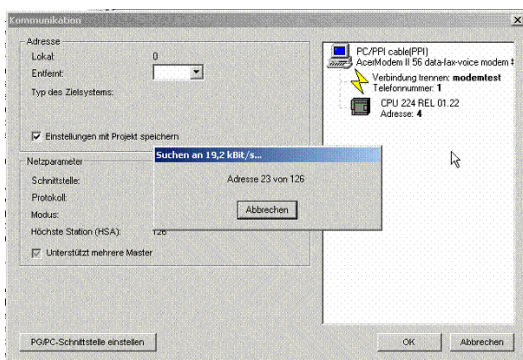 Kommunikation
Adresse
Lokal: 0
Entfernt:
Typ des Zielsystems:
Einstellungen mit Projekt speichern
Netzparameter
Schnittstelle:
Protokoll:
Modus:
Höchste Station (HSA): 126
Unterstützt mehrere Master
Suchen an 19,2 kBit/s...
Adresse 23 von 126
Abbrechen
PC/PPI cable(PPI)
AcerModem II 56 data-fax-voice modem
Verbindung trennen: modemtest
Telefonnummer: 1
CPU 224 REL 01.22
Adresse: 4
PG/PC-Schnittstelle einstellen
OK
Abbrechen